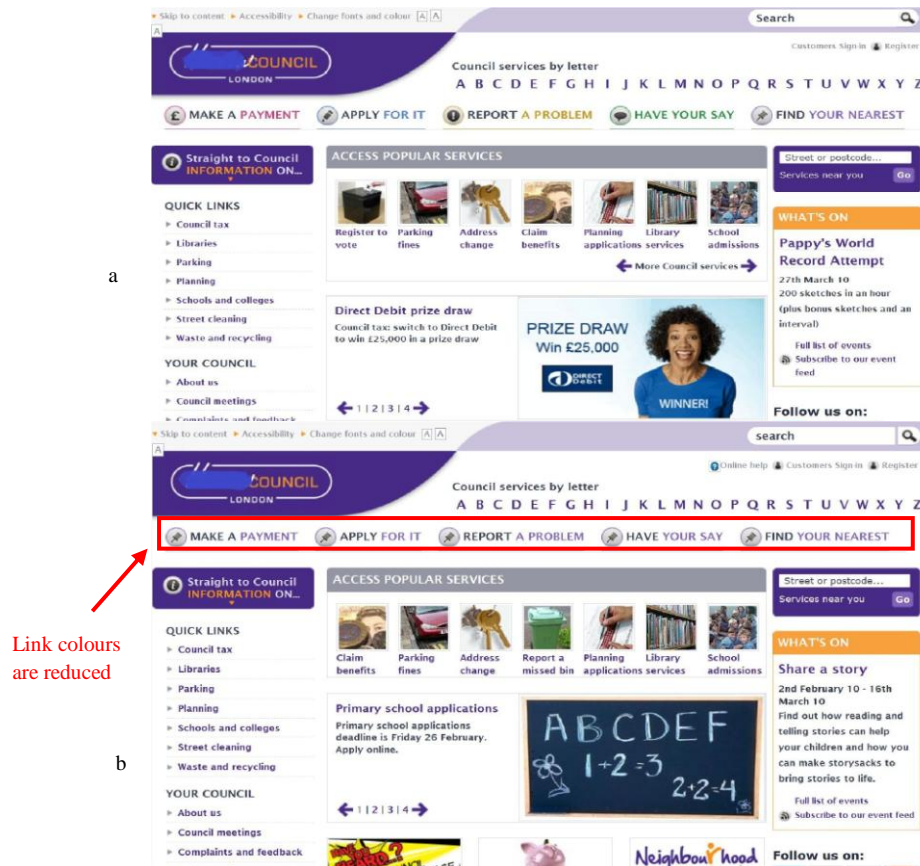 Skip to content Accessibility Change fonts and colour A A
A
Search
Customers Sign in Register
COUNCIL
LONDON
Council services by letter
A B C D E F G H I J K L M N O P Q R S T U V W X Y Z
£ MAKE A PAYMENT APPLY FOR IT REPORT A PROBLEM HAVE YOUR SAY FIND YOUR NEAREST
Straight to Council
INFORMATION ON...
QUICK LINKS
Council tax
Libraries
Parking
Planning
Schools and colleges
Street cleaning
Waste and recycling
YOUR COUNCIL
About us
Council meetings
Complaints and feedback
a
ACCESS POPULAR SERVICES
Register to vote
Parking fines
Address change
Claim benefits
Planning applications
Library services
School admissions
More Council services
Direct Debit prize draw
Council tax: switch to Direct Debit
to win £25,000 in a prize draw
1|2|3|4
PRIZE DRAW
Win £25,000
DIRECT
Debit
WINNER!
Street or postcode...
Services near you Go
WHAT'S ON
Pappy's World
Record Attempt
27th March 10
200 sketches in an hour
(plus bonus sketches and an
interval)
Full list of events
Subscribe to our event
feed
Follow us on:
Skip to content Accessibility Change fonts and colour A A
A
search
Online help Customers Sign in Register
COUNCIL
LONDON
Council services by letter
A B C D E F G H I J K L M N O P Q R S T U V W X Y Z
MAKE A PAYMENT APPLY FOR IT REPORT A PROBLEM HAVE YOUR SAY FIND YOUR NEAREST
Link colours
are reduced
b
Straight to Council
INFORMATION ON...
QUICK LINKS
Council tax
Libraries
Parking
Planning
Schools and colleges
Street cleaning
Waste and recycling
YOUR COUNCIL
About us
Council meetings
Complaints and feedback
ACCESS POPULAR SERVICES
Claim benefits
Parking fines
Address change
Report a missed bin
Planning applications
Library services
School admissions
Primary school applications
Primary school applications
deadline is Friday 26 February.
Apply online.
1|2|3|4
ABCDEF
1+2=3
2+2=4
Street or postcode...
Services near you Go
WHAT'S ON
Share a story
2nd February 10 - 16th
March 10
Find out how reading and
telling stories can help
your children and how you
can make storysacks to
bring stories to life.
Full list of events
Subscribe to our event feed
Follow us on:
Neighbourhood